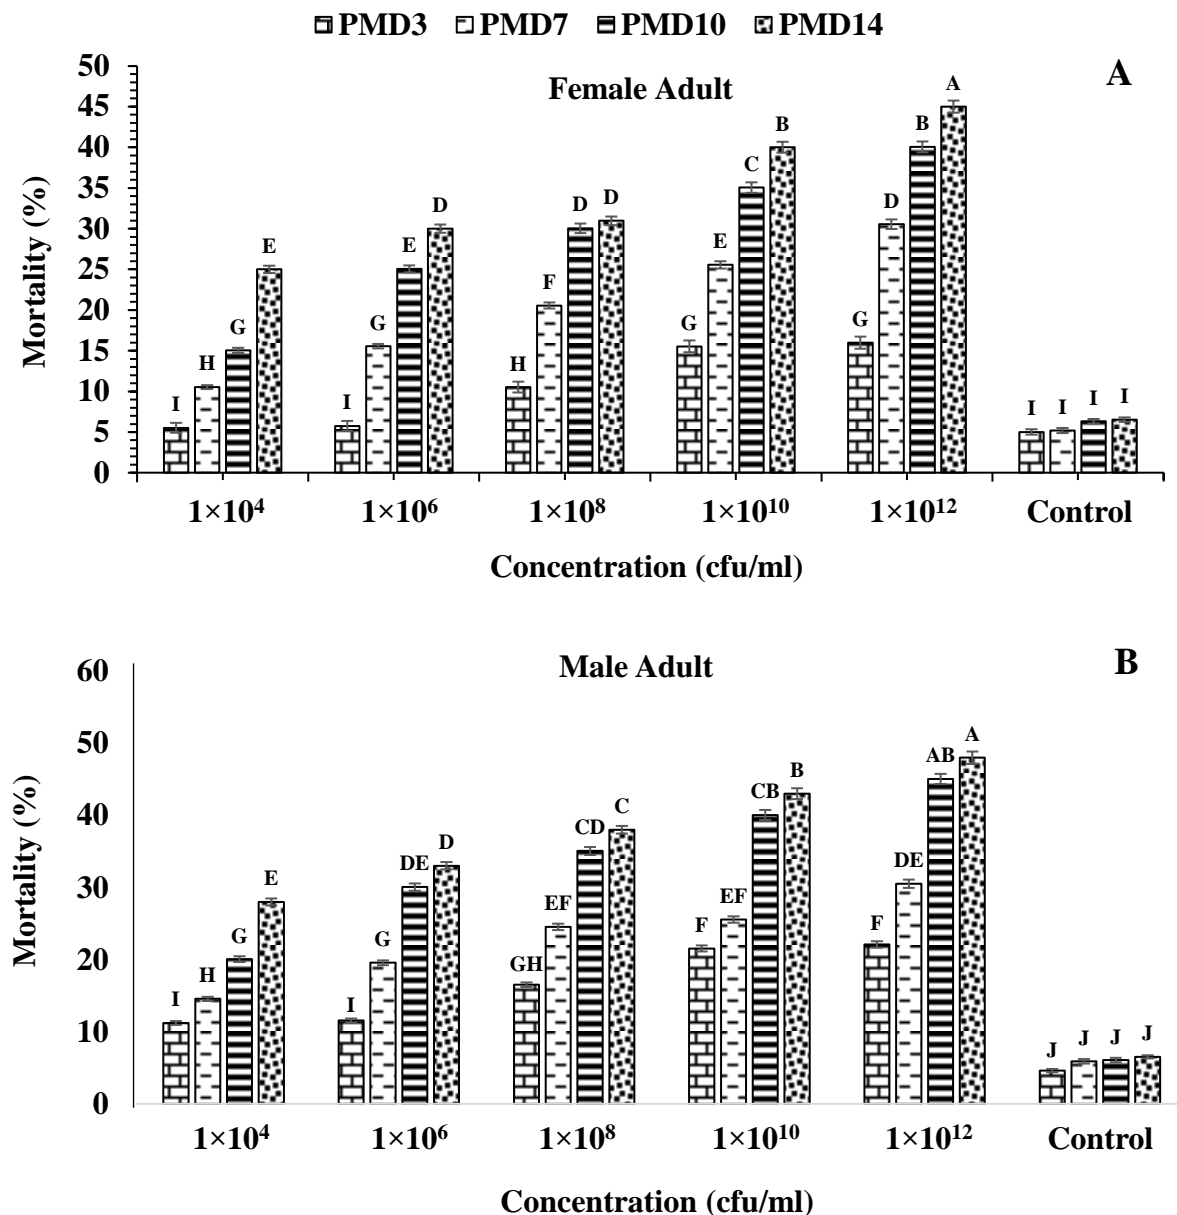 PMD3 PMD7 PMD10 PMD14
A
Female Adult
Mortality (%)
50
45
40
35
30
25
20
15
10
5
0
I H G E
I G E D
H F D D
G E C B
G D B A
I I I I
1×10⁴ 1×10⁶ 1×10⁸ 1×10¹⁰ 1×10¹² Control
Concentration (cfu/ml)
B
Male Adult
Mortality (%)
60
50
40
30
20
10
0
I H G E
I G DE D
GH EF CD C
F EF CB B
F DE AB A
J J J J
1×10⁴ 1×10⁶ 1×10⁸ 1×10¹⁰ 1×10¹² Control
Concentration (cfu/ml)